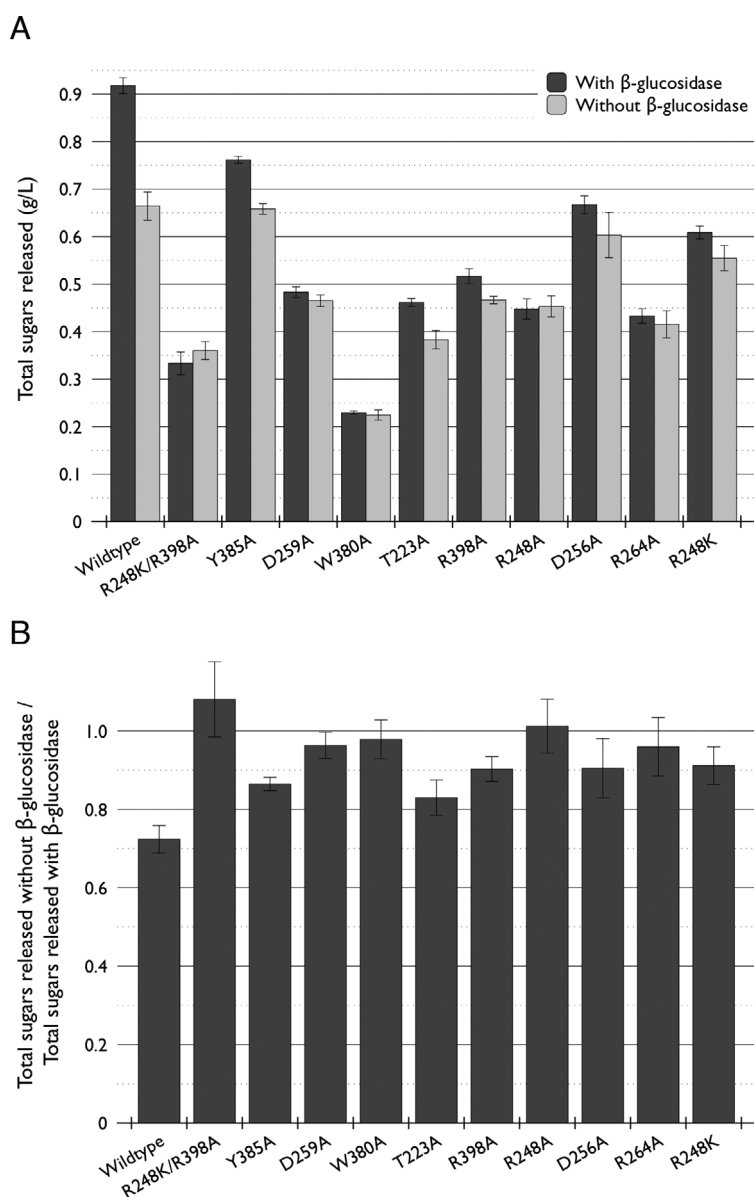 A
With β-glucosidase
Without β-glucosidase
Total sugars released (g/L)
0.9
0.8
0.7
0.6
0.5
0.4
0.3
0.2
0.1
0
Wildtype
R248K/R398A
Y385A
D259A
W380A
T223A
R398A
R248A
D256A
R264A
R248K
B
Total sugars released without β-glucosidase /
Total sugars released with β-glucosidase
1.0
0.8
0.6
0.4
0.2
0
Wildtype
R248K/R398A
Y385A
D259A
W380A
T223A
R398A
R248A
D256A
R264A
R248K